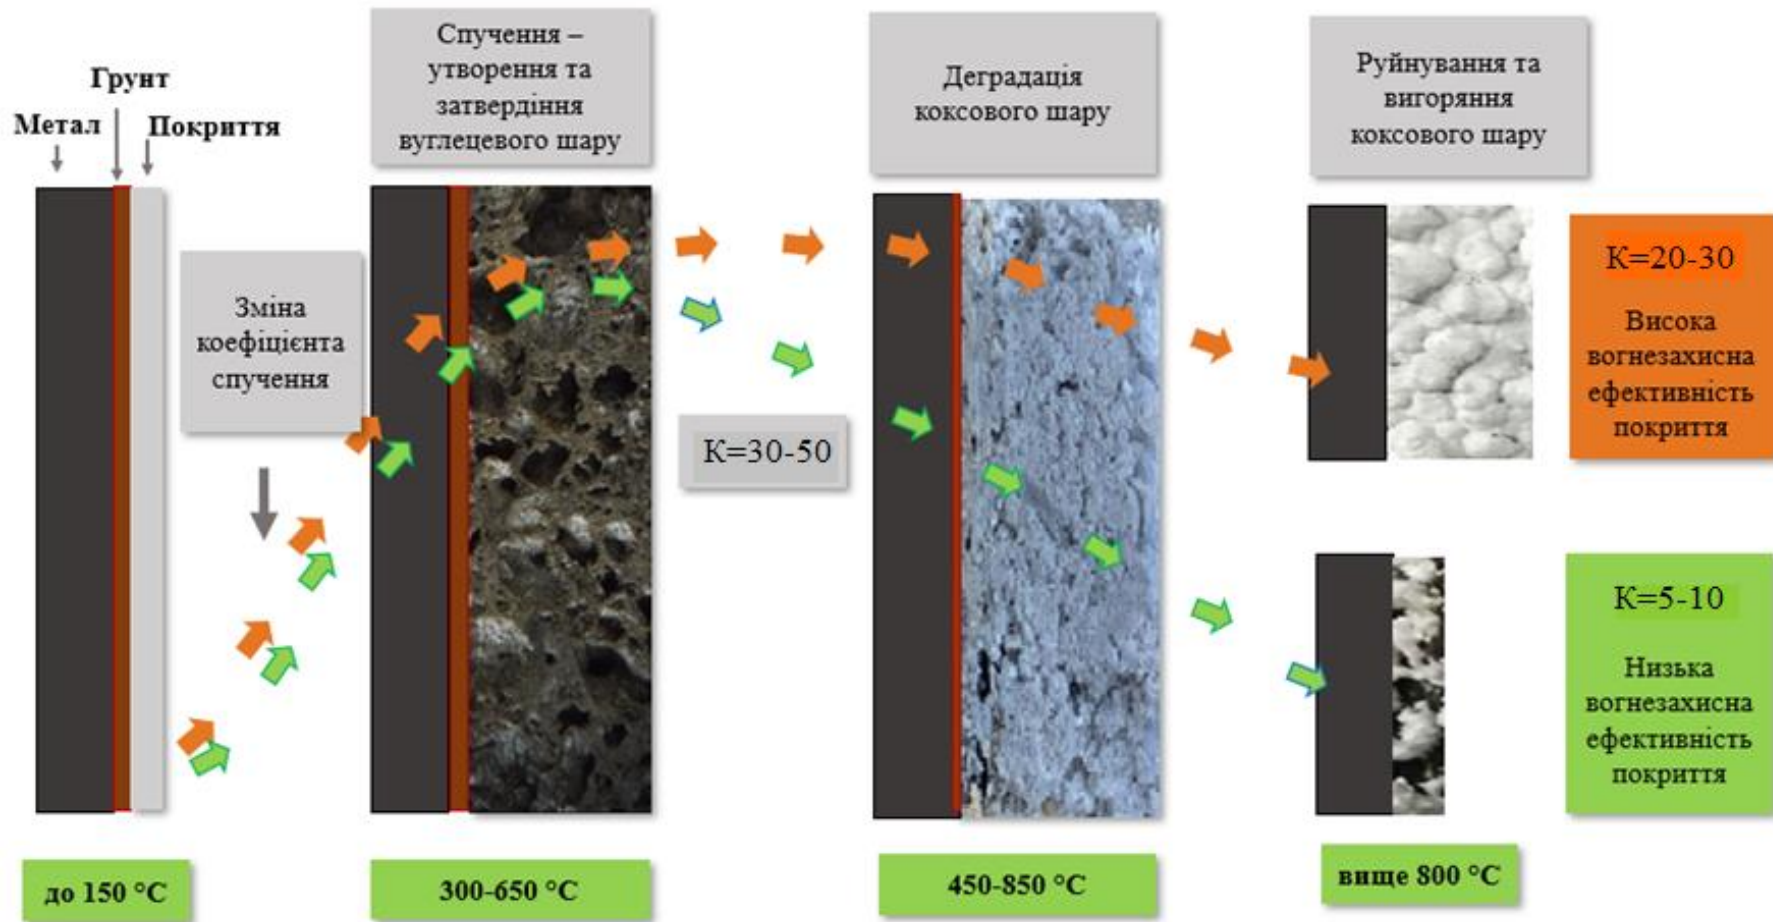 Грунт
Метал
Покриття
Зміна
коефіцієнта
спучення
до 150 °C
Спучення –
утворення та
затвердіння
вуглецевого шару
300-650 °C
К=30-50
Деградація
коксового шару
450-850 °C
Руйнування та
вигоряння
коксового шару
вище 800 °C
К=20-30
Висока
вогнезахисна
ефективність
покриття
К=5-10
Низька
вогнезахисна
ефективність
покриття